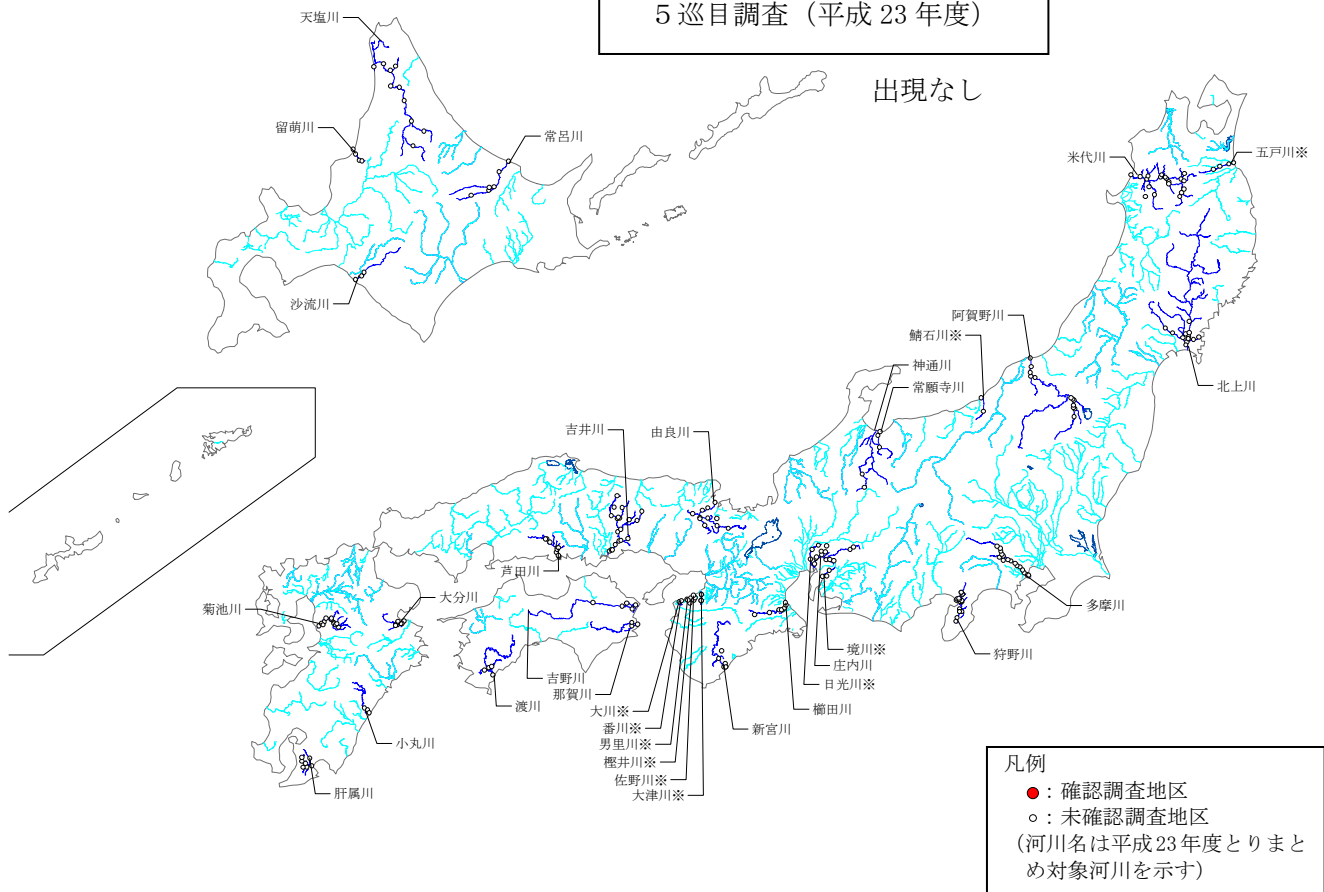 5巡目調査（平成 23 年度）
出現なし
天塩川
留萌川
常呂川
沙流川
米代川
五戸川※
阿賀野川
鯖石川※
神通川
常願寺川
北上川
吉井川
由良川
芦田川
菊池川
大分川
多摩川
狩野川
境川※
庄内川
日光川※
櫛田川
新宮川
吉野川
那賀川
渡川
大川※
番川※
男里川※
樫井川※
佐野川※
大津川※
小丸川
肝属川
凡例
：確認調査地区
：未確認調査地区
（河川名は平成23年度とりまと
め対象河川を示す）